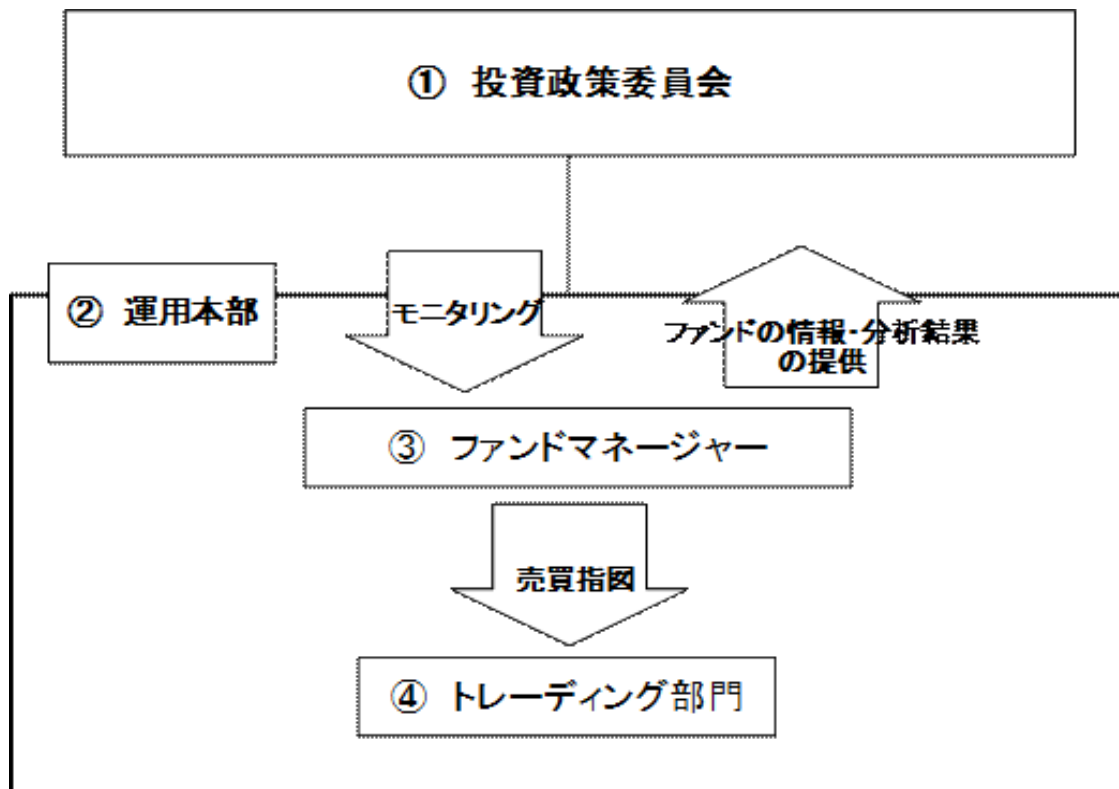 ① 投資政策委員会
② 運用本部
モニタリング
ファンドの情報・分析結果
の提供
③ ファンドマネージャー
売買指図
④ トレーディング部門